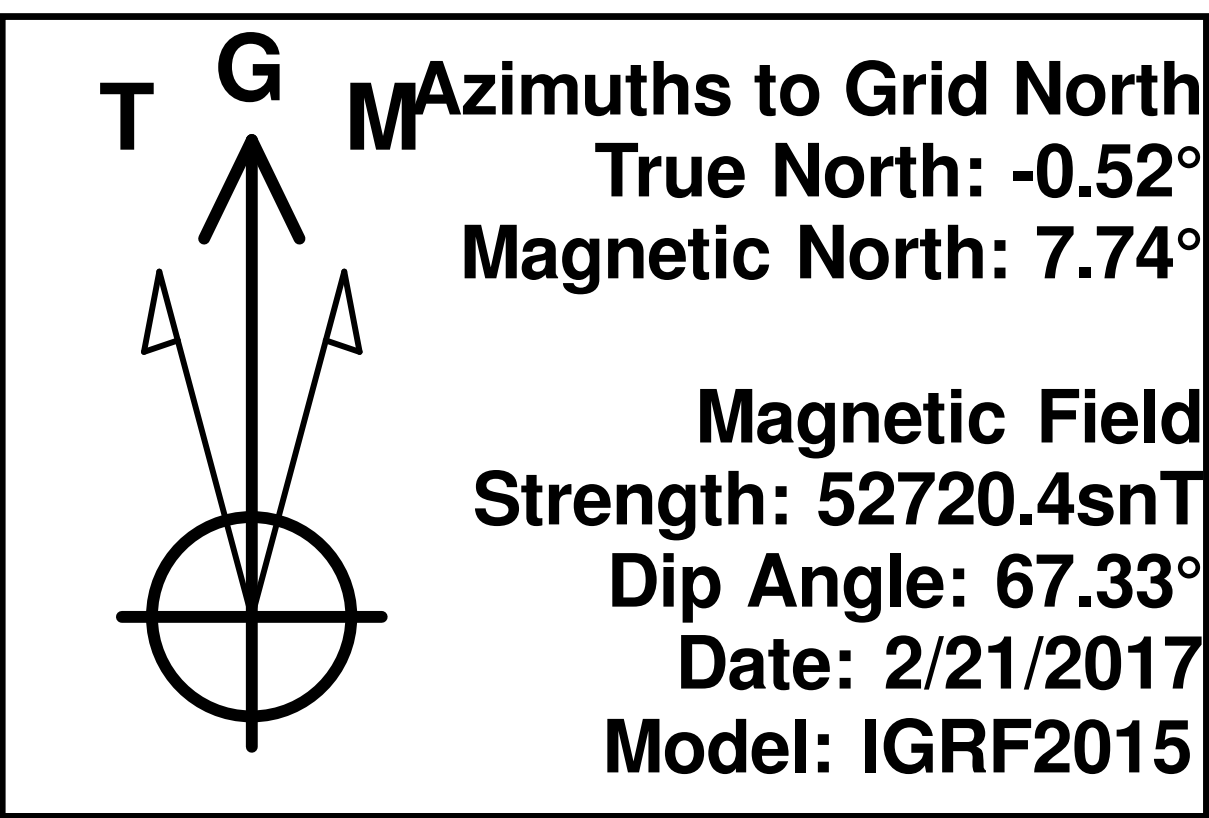 T G M
Azimuths to Grid North
True North: -0.52°
Magnetic North: 7.74°
Magnetic Field
Strength: 52720.4snT
Dip Angle: 67.33°
Date: 2/21/2017
Model: IGRF2015